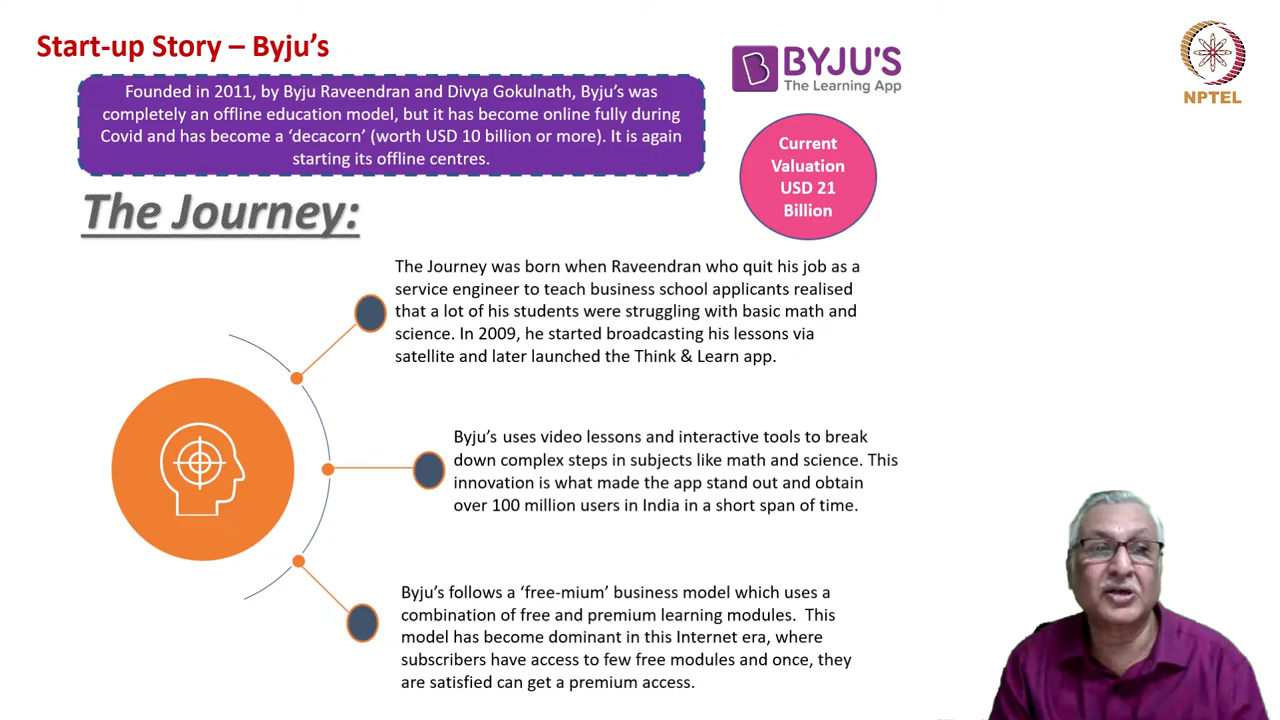 Start-up Story – Byju's
BYJU'S
The Learning App
NPTEL
Founded in 2011, by Byju Raveendran and Divya Gokulnath, Byju's was
completely an offline education model, but it has become online fully during
Covid and has become a 'decacorn' (worth USD 10 billion or more). It is again
starting its offline centres.
Current
Valuation
USD 21
Billion
The Journey:
The Journey was born when Raveendran who quit his job as a
service engineer to teach business school applicants realised
that a lot of his students were struggling with basic math and
science. In 2009, he started broadcasting his lessons via
satellite and later launched the Think & Learn app.
Byju's uses video lessons and interactive tools to break
down complex steps in subjects like math and science. This
innovation is what made the app stand out and obtain
over 100 million users in India in a short span of time.
Byju's follows a 'free-mium' business model which uses a
combination of free and premium learning modules. This
model has become dominant in this Internet era, where
subscribers have access to few free modules and once, they
are satisfied can get a premium access.